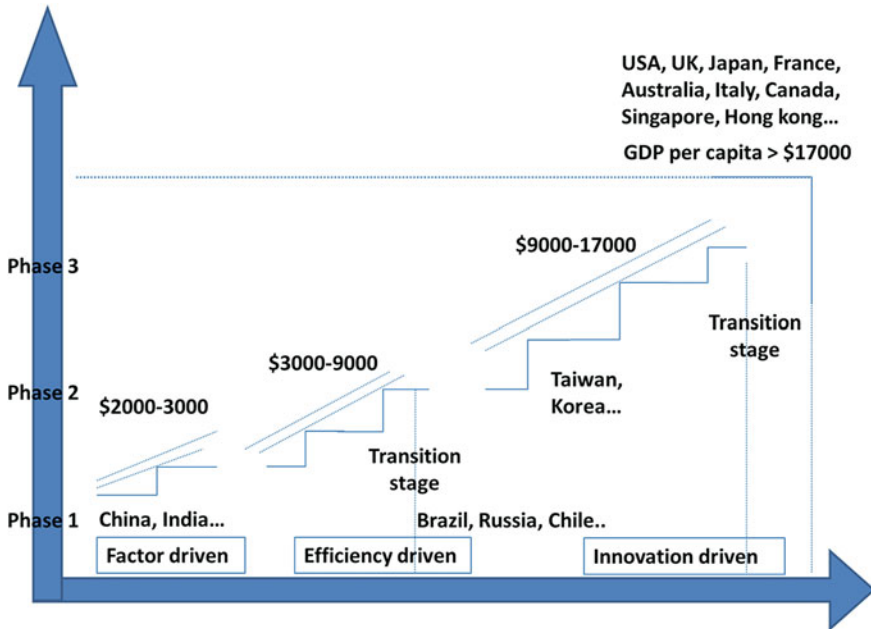 USA, UK, Japan, France,
Australia, Italy, Canada,
Singapore, Hong kong...
GDP per capita > $17000
$9000-17000
Phase 3
Transition
stage
$3000-9000
Taiwan,
Korea...
Phase 2
$2000-3000
Transition
stage
Phase 1
China, India...
Brazil, Russia, Chile..
Factor driven
Efficiency driven
Innovation driven